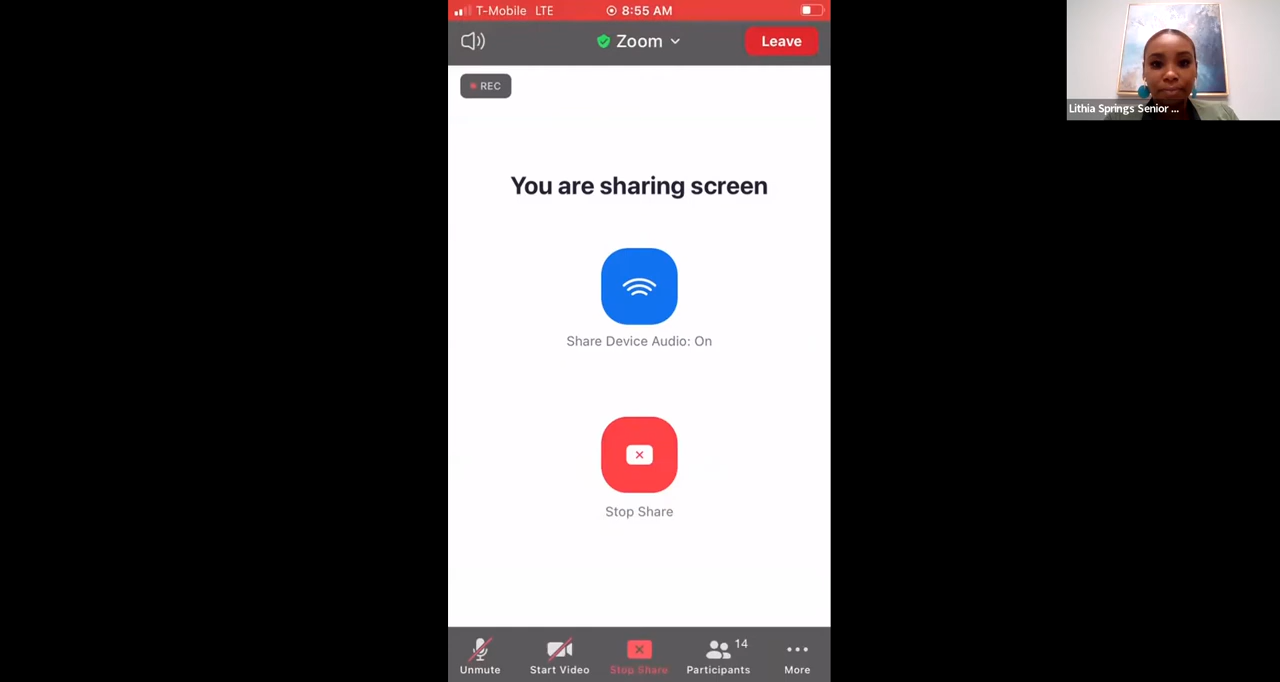 T-Mobile LTE 8:55 AM
Zoom
Leave
REC
You are sharing screen
Share Device Audio: On
Stop Share
Unmute
Start Video
Stop Share
Participants 14
More
Lithia Springs Senior ...